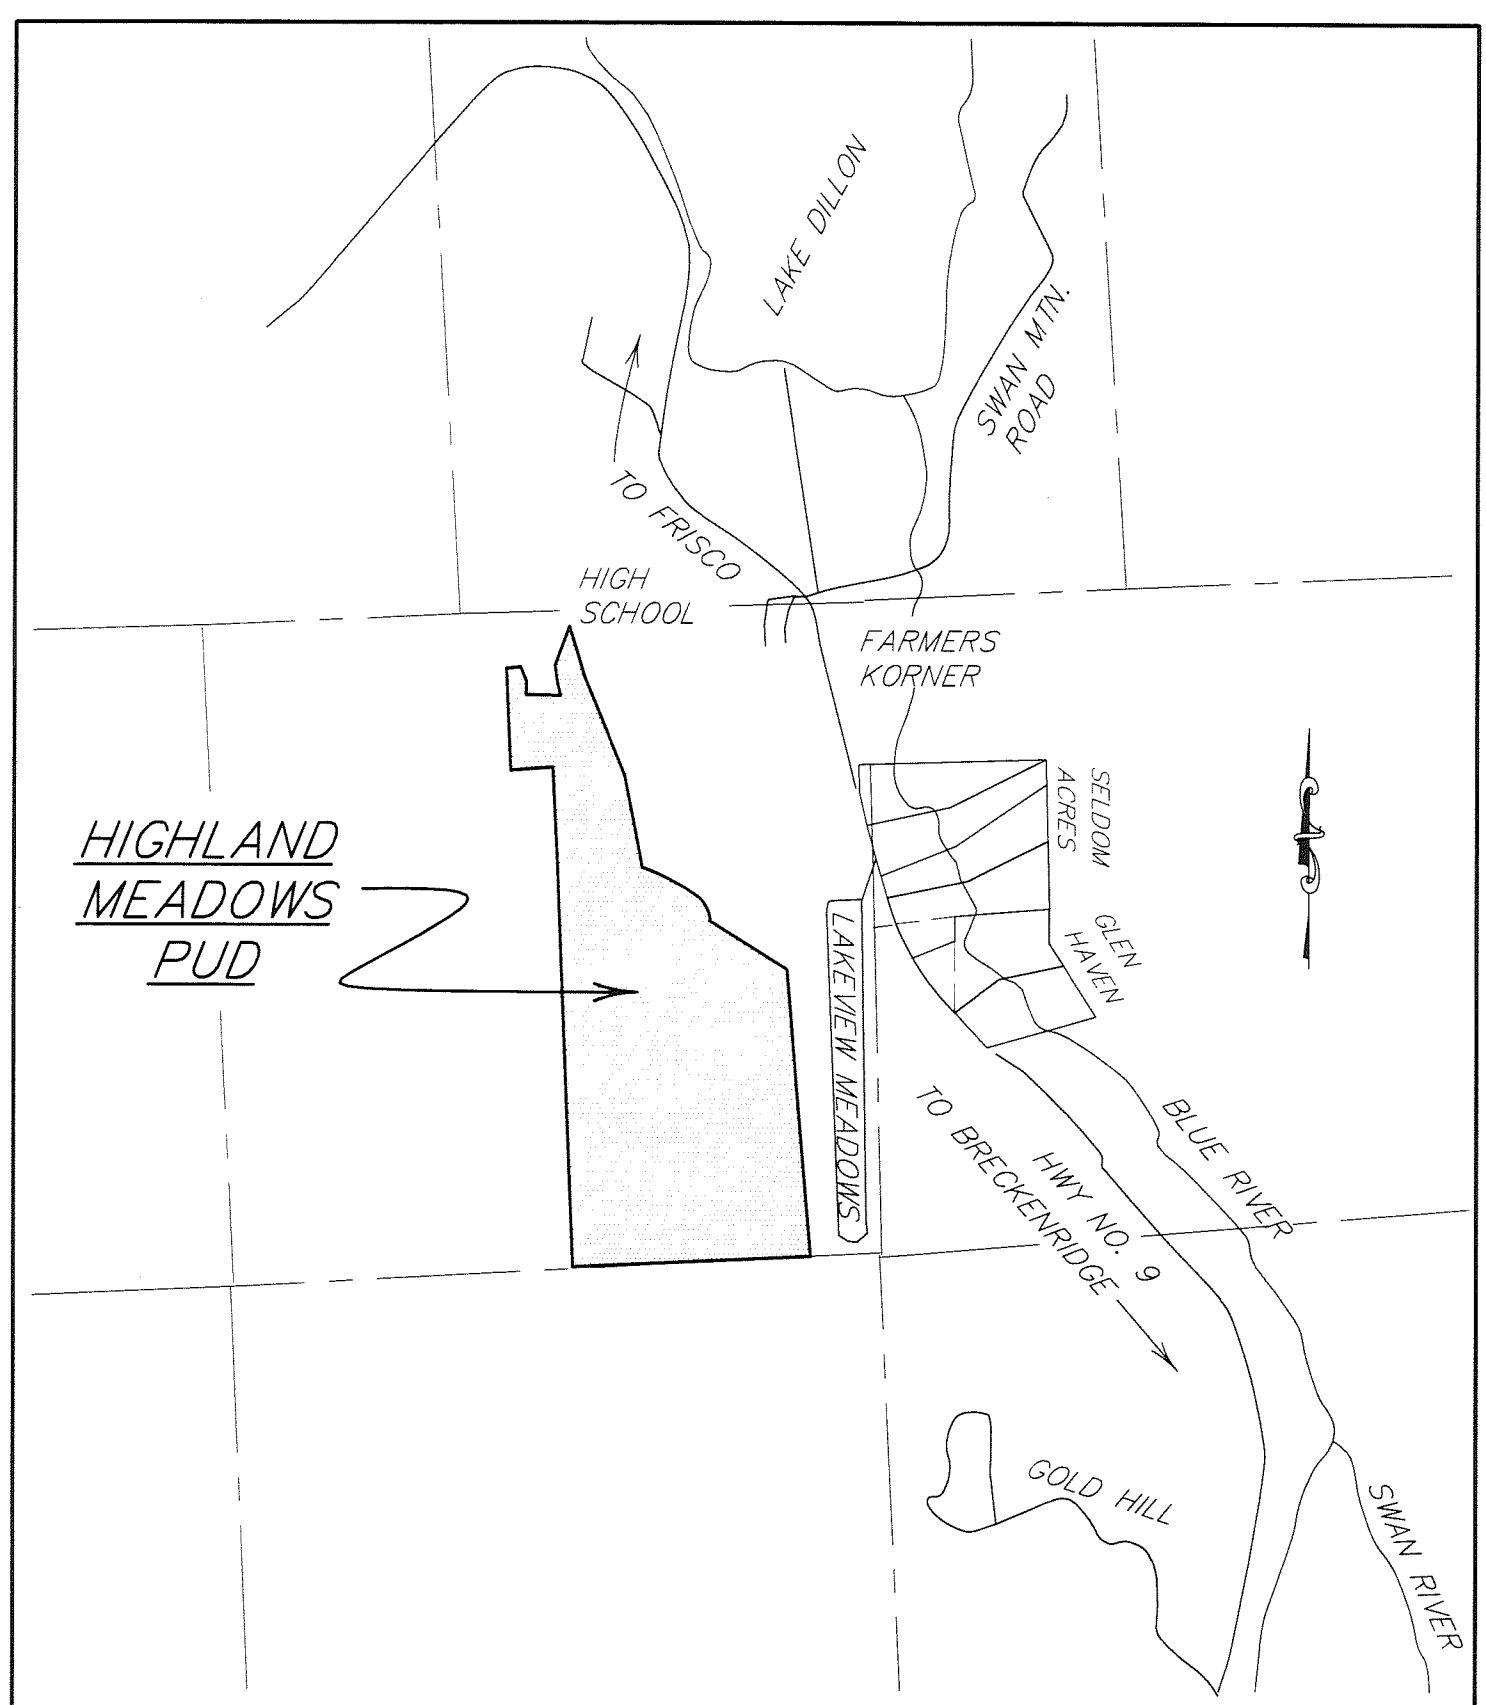 LAKE DILLON
SWAN MTN.
ROAD
TO FRISCO
HIGH
SCHOOL
FARMERS
KORNER
SELDOM
ACRES
HIGHLAND
MEADOWS
PUD
GLEN
HAVEN
LAKEVIEW MEADOWS
BLUE RIVER
HWY NO. 9
TO BRECKENRIDGE
GOLD HILL
SWAN RIVER